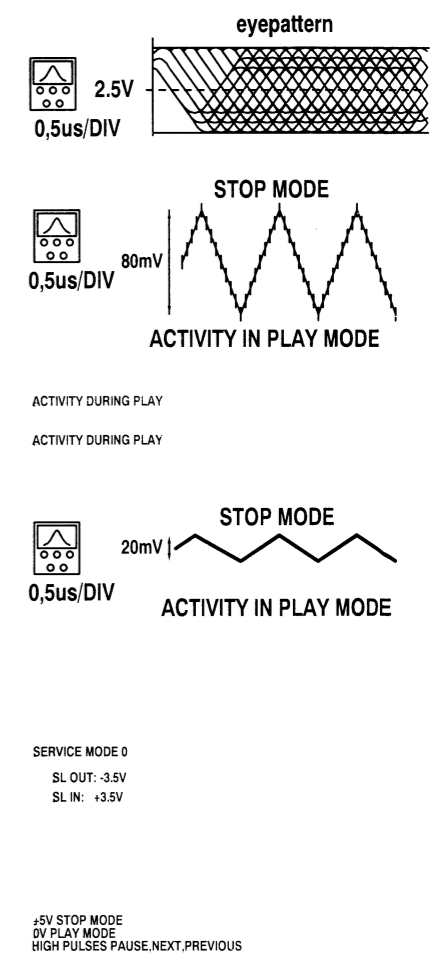 eyepattern
2.5V
0,5us/DIV
STOP MODE
80mV
0,5us/DIV
ACTIVITY IN PLAY MODE
ACTIVITY DURING PLAY
ACTIVITY DURING PLAY
STOP MODE
20mV
0,5us/DIV
ACTIVITY IN PLAY MODE
SERVICE MODE 0
SL OUT: -3.5V
SL IN: +3.5V
+5V STOP MODE
0V PLAY MODE
HIGH PULSES PAUSE,NEXT,PREVIOUS